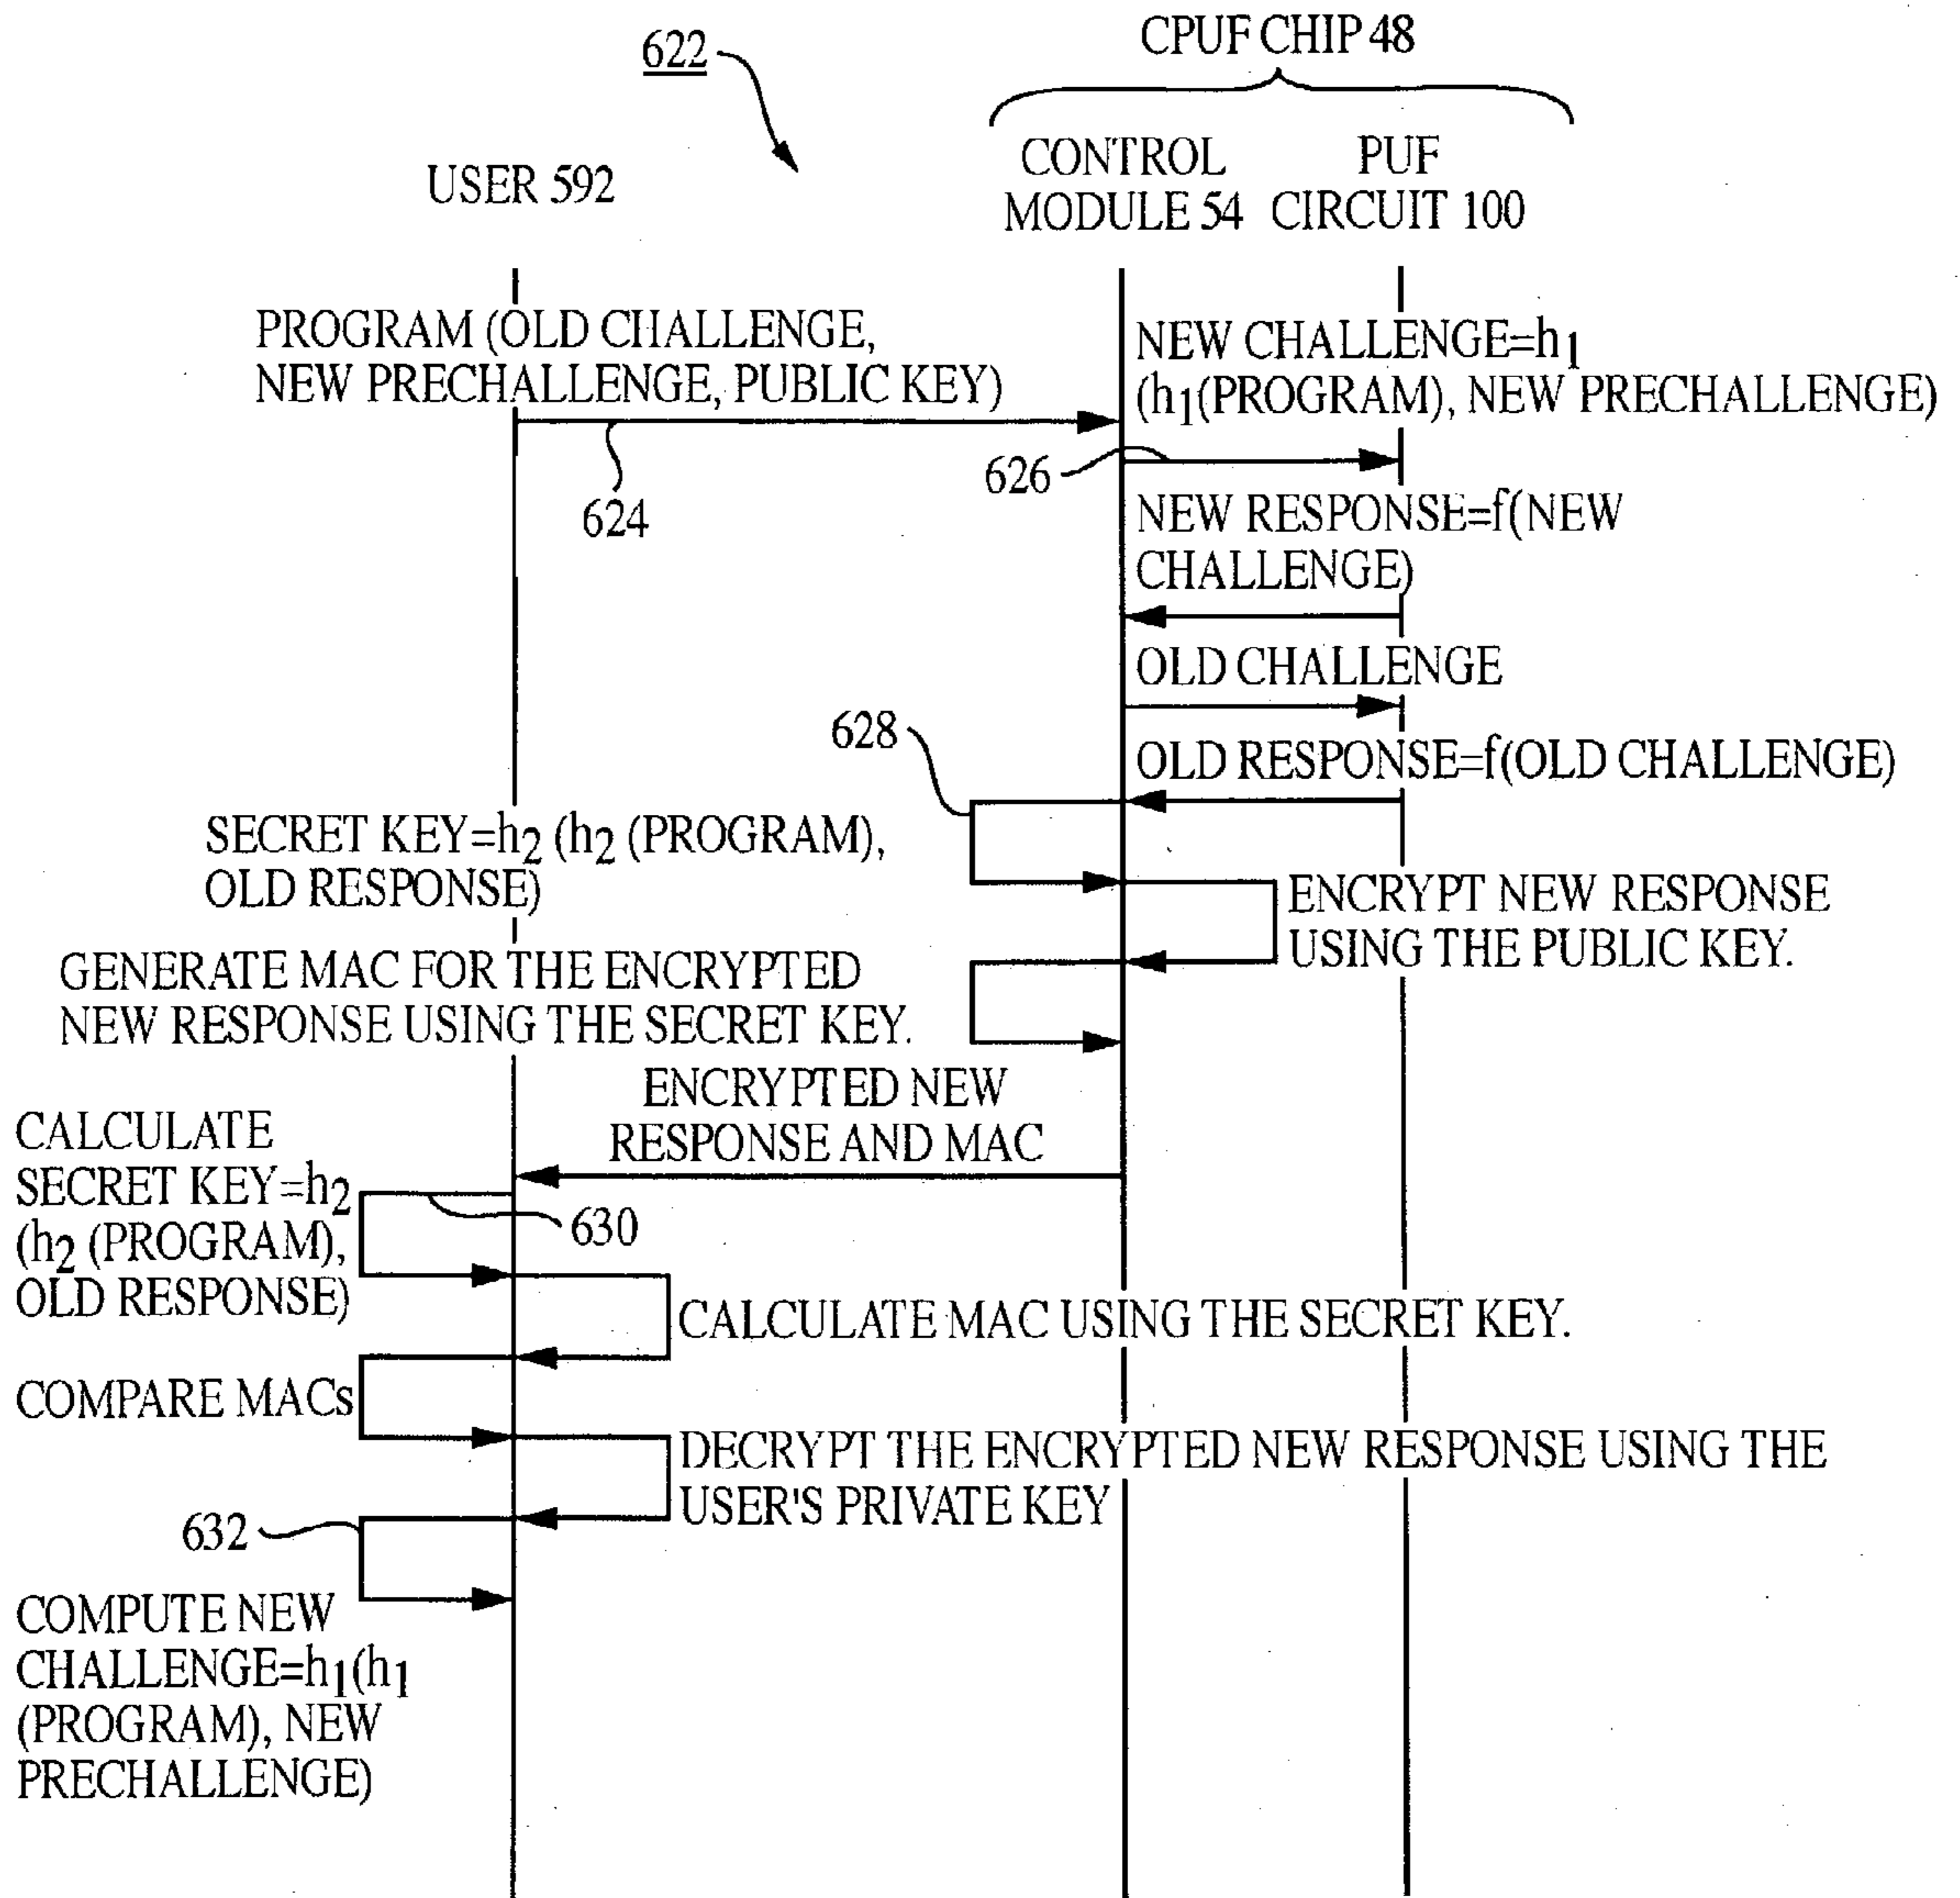 622
CPUF CHIP 48
USER 592
CONTROL
MODULE 54
PUF
CIRCUIT 100
PROGRAM (OLD CHALLENGE,
NEW PRECHALLENGE, PUBLIC KEY)
624
NEW CHALLENGE=h1
(h1(PROGRAM), NEW PRECHALLENGE)
626
NEW RESPONSE=f(NEW
CHALLENGE)
OLD CHALLENGE
628
OLD RESPONSE=f(OLD CHALLENGE)
SECRET KEY=h2 (h2 (PROGRAM),
OLD RESPONSE)
ENCRYPT NEW RESPONSE
USING THE PUBLIC KEY.
GENERATE MAC FOR THE ENCRYPTED
NEW RESPONSE USING THE SECRET KEY.
ENCRYPTED NEW
RESPONSE AND MAC
CALCULATE
SECRET KEY=h2
(h2 (PROGRAM),
OLD RESPONSE)
630
CALCULATE MAC USING THE SECRET KEY.
COMPARE MACs
DECRYPT THE ENCRYPTED NEW RESPONSE USING THE
USER'S PRIVATE KEY
632
COMPUTE NEW
CHALLENGE=h1(h1
(PROGRAM), NEW
PRECHALLENGE)